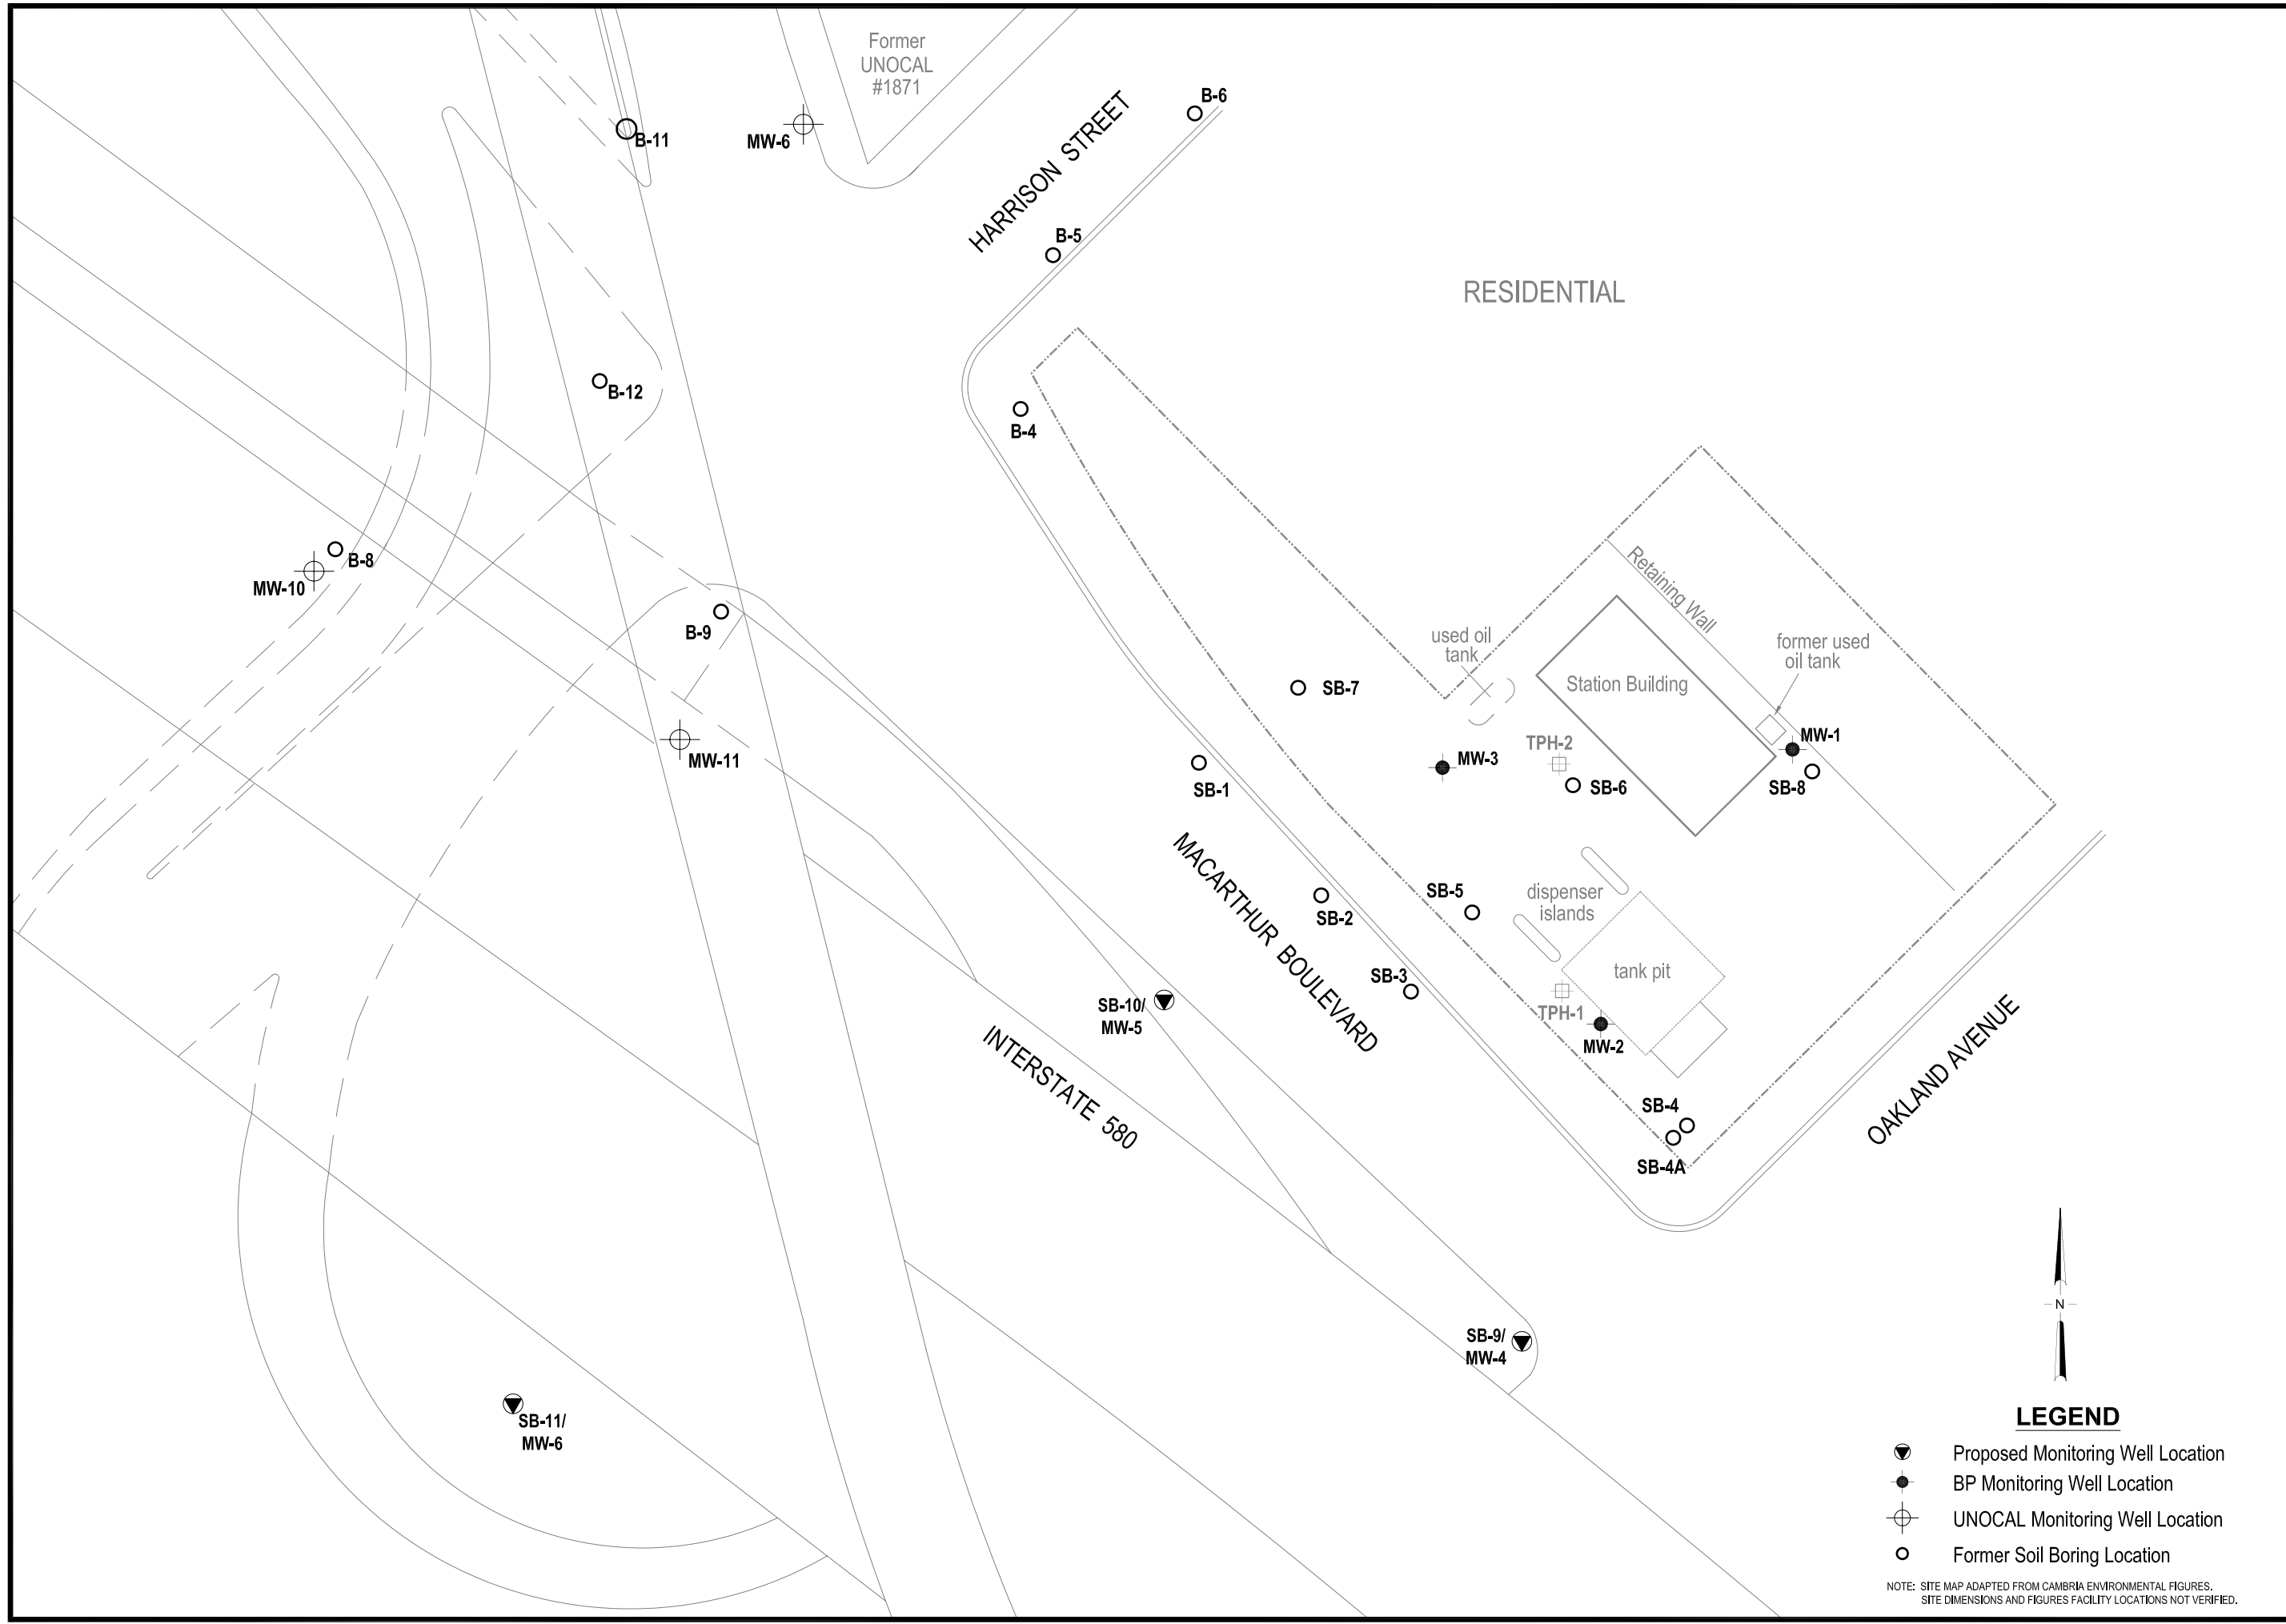 Former
UNOCAL
#1871
B-6
B-11
MW-6
HARRISON STREET
B-5
RESIDENTIAL
B-12
B-4
B-8
MW-10
B-9
Retaining Wall
used oil
tank
former used
oil tank
Station Building
SB-7
MW-1
TPH-2
MW-3
MW-11
SB-1
SB-6
SB-8
MACARTHUR BOULEVARD
SB-5
dispenser
islands
SB-2
tank pit
SB-3
SB-10/
MW-5
TPH-1
MW-2
INTERSTATE 580
OAKLAND AVENUE
SB-4
SB-4A
N
SB-9/
MW-4
SB-11/
MW-6
LEGEND
Proposed Monitoring Well Location
BP Monitoring Well Location
UNOCAL Monitoring Well Location
Former Soil Boring Location
NOTE: SITE MAP ADAPTED FROM CAMBRIA ENVIRONMENTAL FIGURES.
SITE DIMENSIONS AND FIGURES FACILITY LOCATIONS NOT VERIFIED.